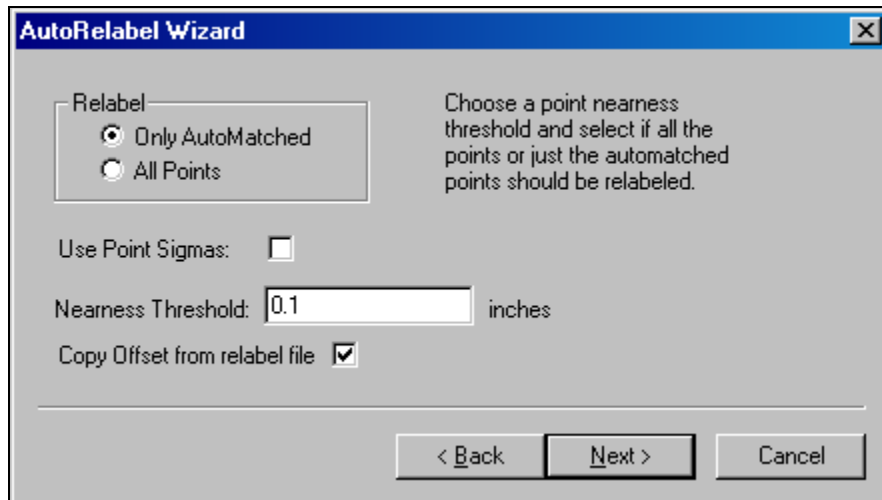 AutoRelabel Wizard
Relabel
Only AutoMatched
All Points
Choose a point nearness
threshold and select if all the
points or just the automatched
points should be relabeled.
Use Point Sigmas:
Nearness Threshold: 0.1 inches
Copy Offset from relabel file
< Back Next > Cancel